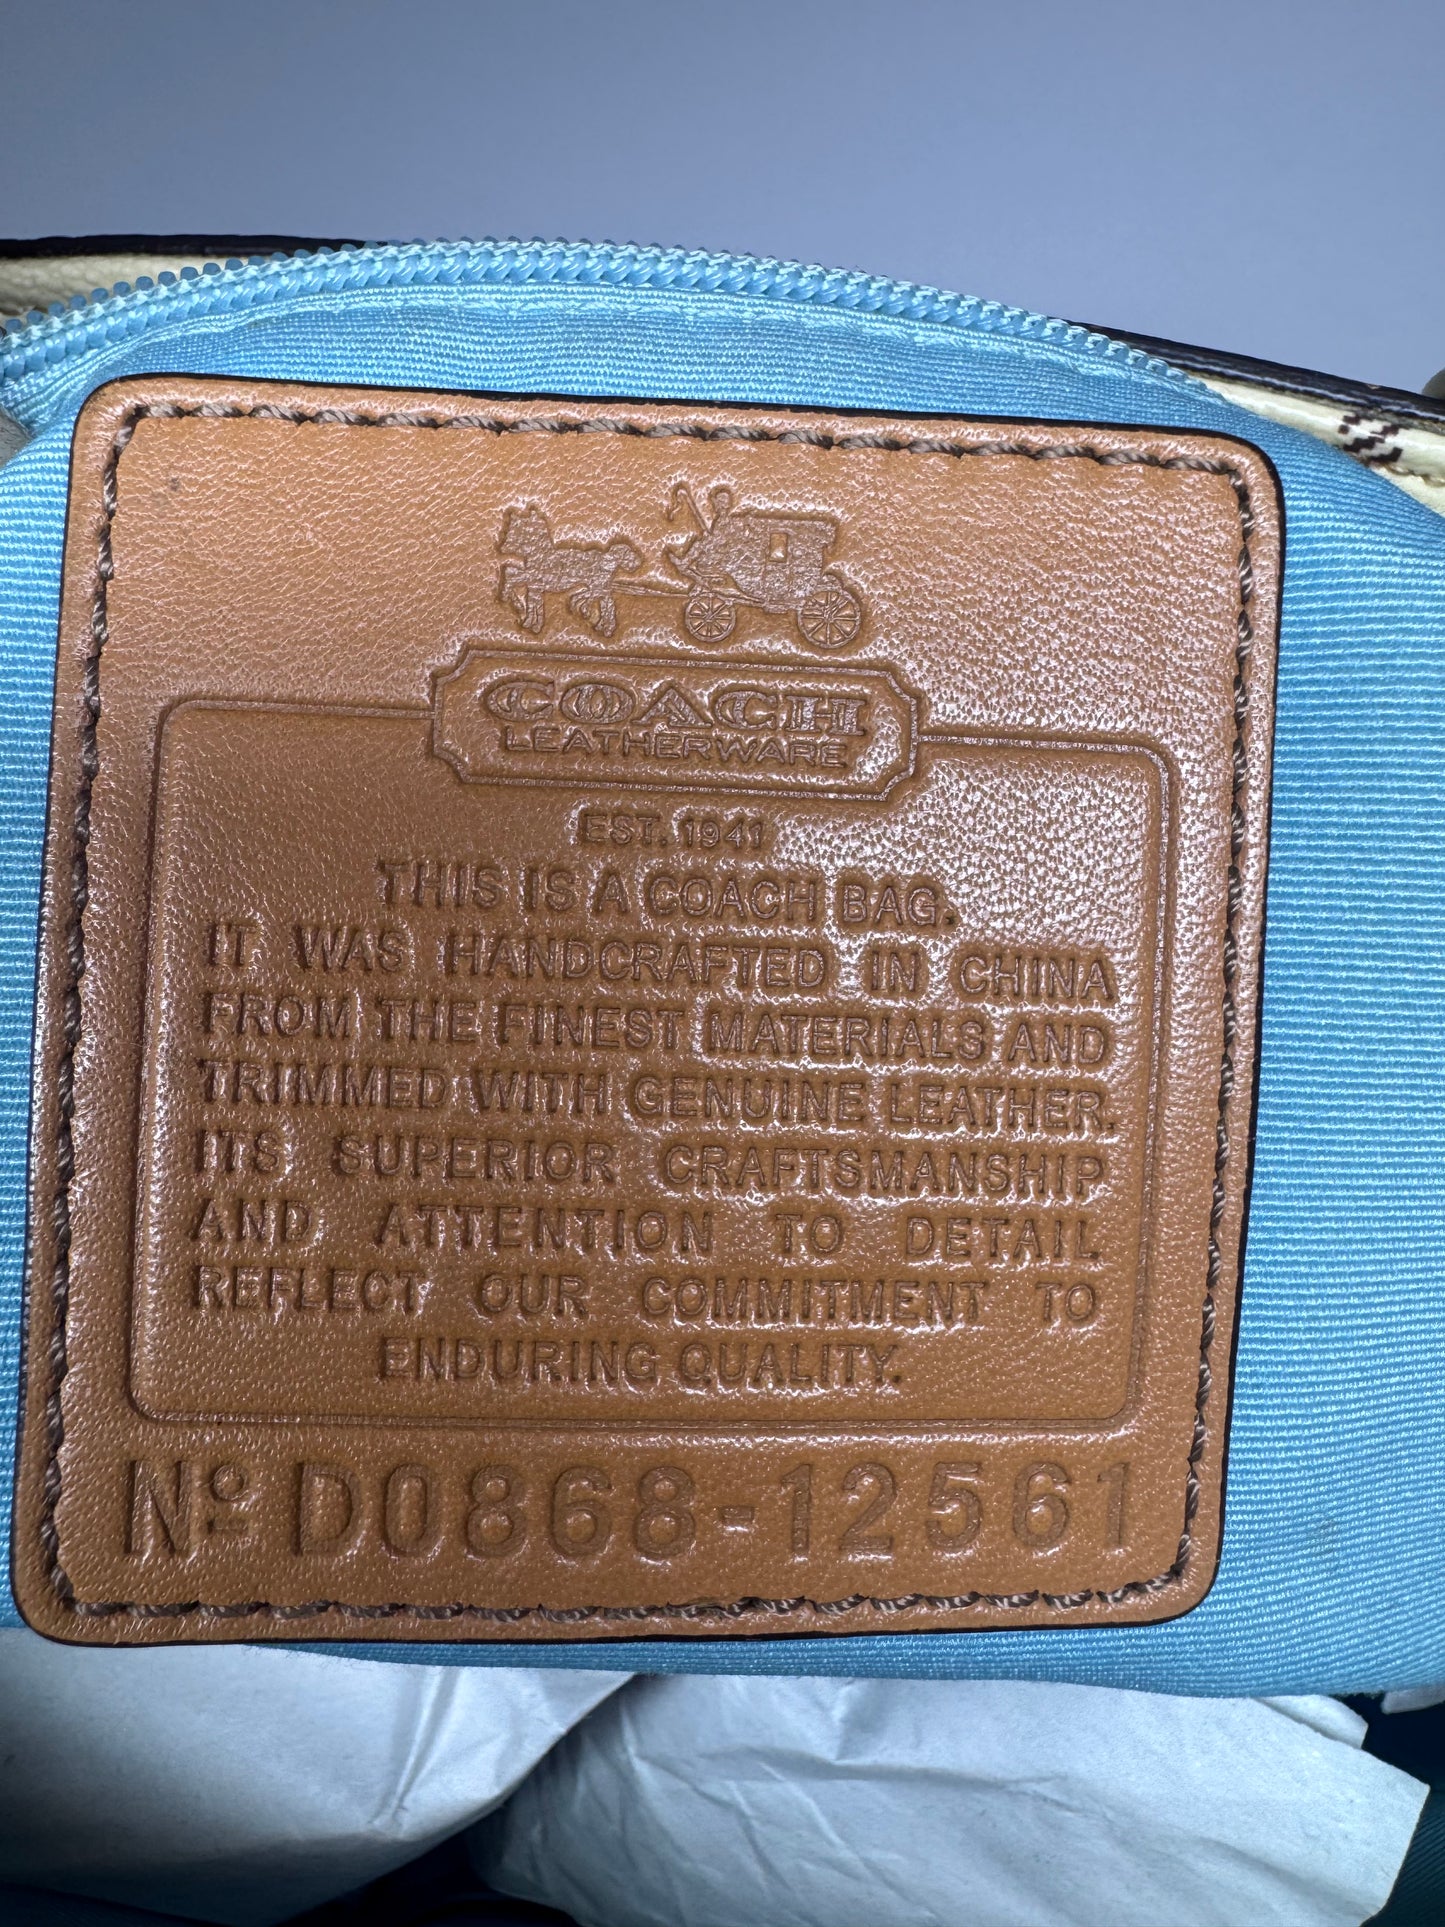 COACH
LEATHERWARE
EST. 1941
THIS IS A COACH BAG.
IT WAS HANDCRAFTED IN CHINA
FROM THE FINEST MATERIALS AND
TRIMMED WITH GENUINE LEATHER.
ITS SUPERIOR CRAFTSMANSHIP
AND ATTENTION TO DETAIL
REFLECT OUR COMMITMENT TO
ENDURING QUALITY.
Nº D0868-12561